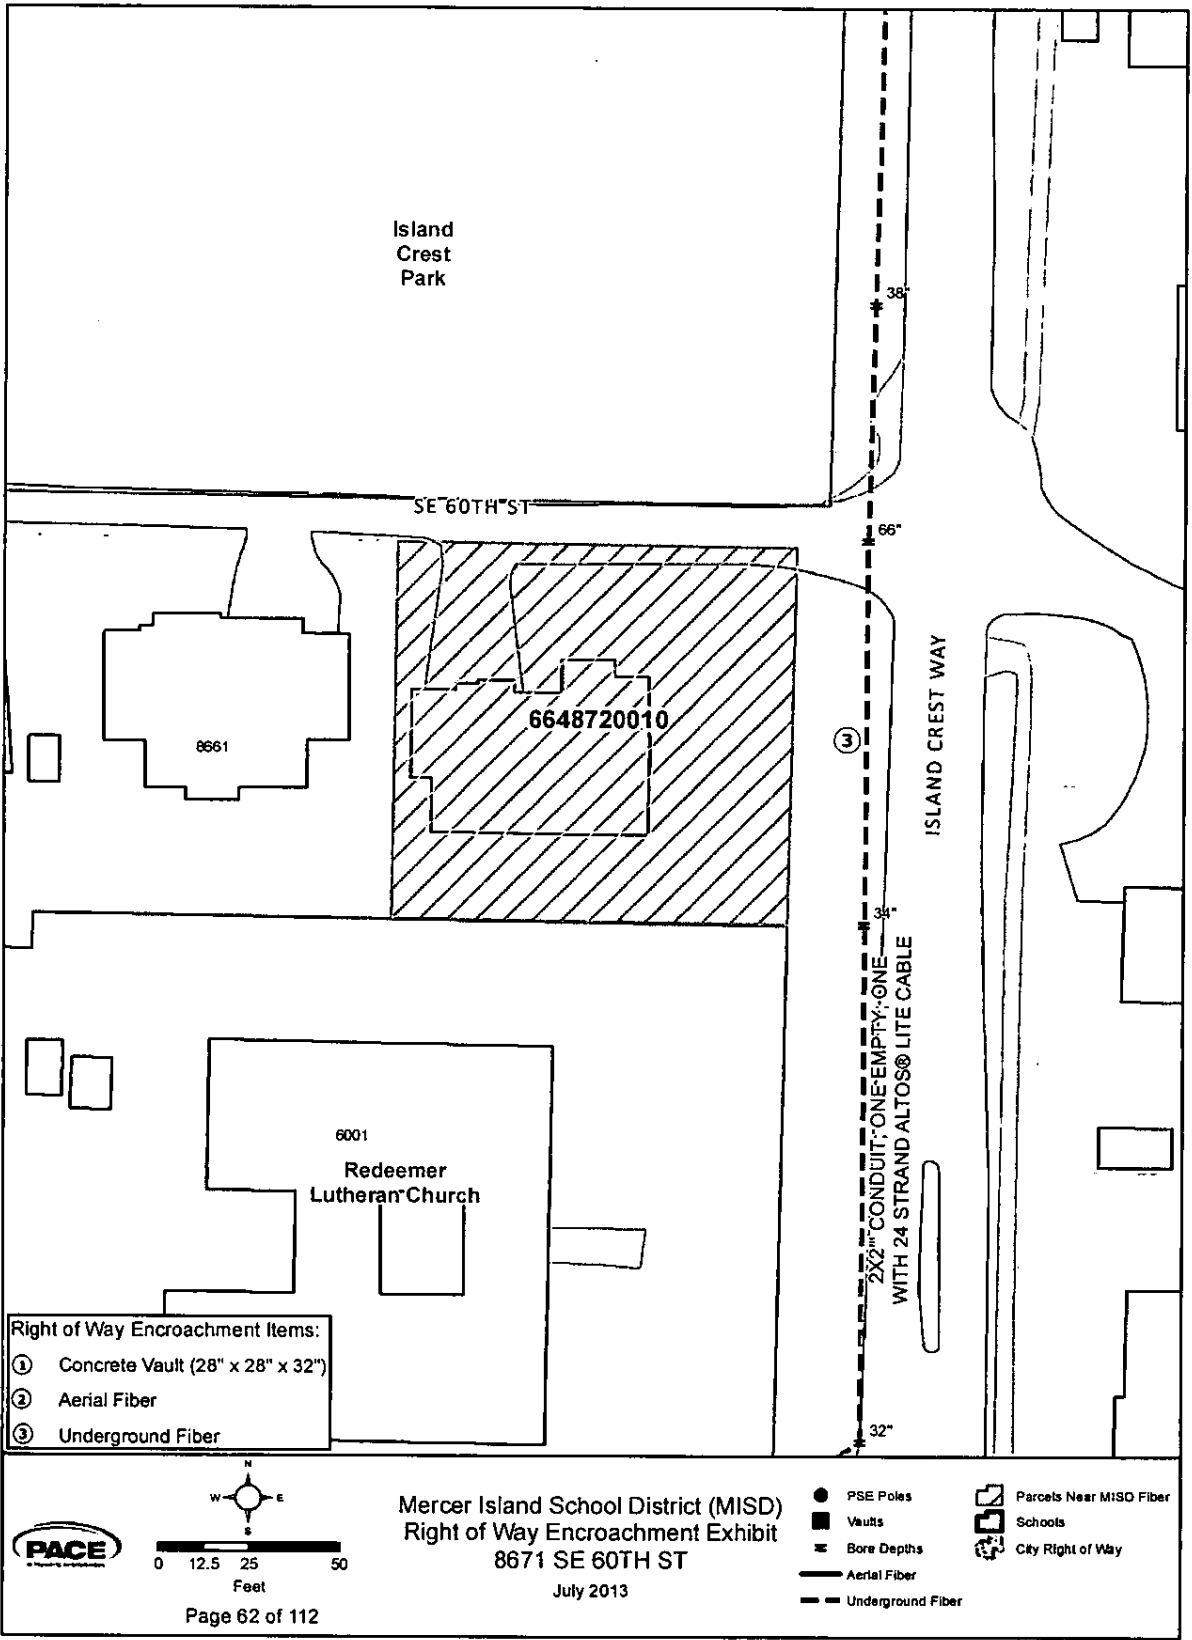 Island
Crest
Park
38"
SE 60TH ST
66"
6648720010
8661
3
ISLAND CREST WAY
34"
2X2" CONDUIT; ONE EMPTY; ONE
WITH 24 STRAND ALTOS® LITE CABLE
6001
Redeemer
Lutheran Church
32"
Right of Way Encroachment Items:
1 Concrete Vault (28" x 28" x 32")
2 Aerial Fiber
3 Underground Fiber
N
W E
S
PACE
0 12.5 25 50
Feet
Page 62 of 112
Mercer Island School District (MISD)
Right of Way Encroachment Exhibit
8671 SE 60TH ST
July 2013
PSE Poles
Vaults
Bore Depths
Aerial Fiber
Underground Fiber
Parcels Near MISD Fiber
Schools
City Right of Way